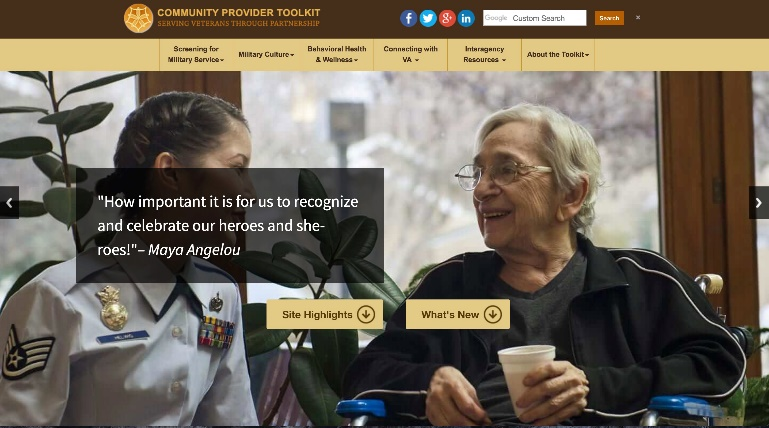 COMMUNITY PROVIDER TOOLKIT
SERVING VETERANS THROUGH PARTNERSHIP
Google Custom Search
Search
×
Screening for
Military Service
Military Culture
Behavioral Health
& Wellness
Connecting with
VA
Interagency
Resources
About the Toolkit
"How important it is for us to recognize
and celebrate our heroes and she-
roes!"– Maya Angelou
Site Highlights
What's New